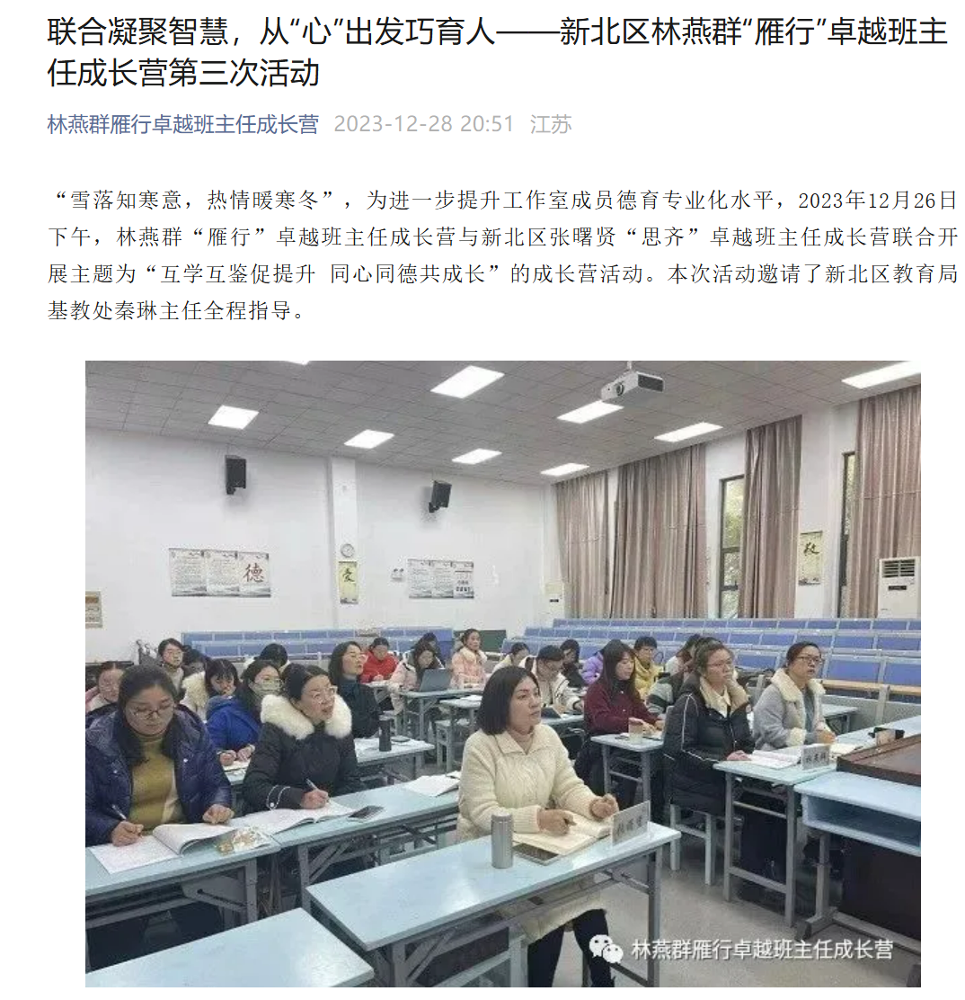 联合凝聚智慧，从“心”出发巧育人——新北区林燕群“雁行”卓越班主
任成长营第三次活动
林燕群雁行卓越班主任成长营 2023-12-28 20:51 江苏
“雪落知寒意，热情暖寒冬”，为进一步提升工作室成员德育专业化水平，2023年12月26日
下午，林燕群“雁行”卓越班主任成长营与新北区张曙贤“思齐”卓越班主任成长营联合开
展主题为“互学互鉴促提升 同心同德共成长”的成长营活动。本次活动邀请了新北区教育局
基教处秦琳主任全程指导。
德
爱
敬
林燕群雁行卓越班主任成长营